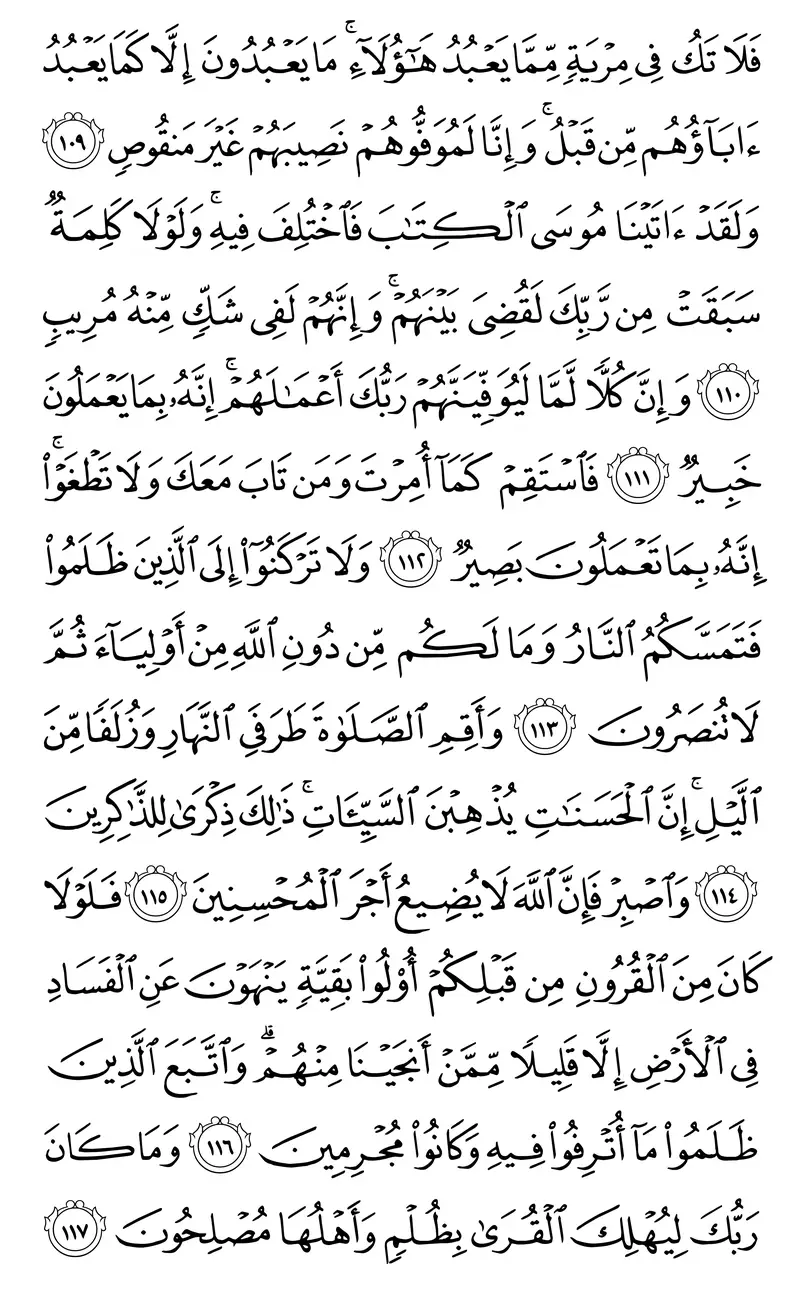 فَلَا تَكُ فِى مِرْيَةٍ مِّمَّا يَعْبُدُ هَـٰٓؤُلَآءِ ۚ مَا يَعْبُدُونَ إِلَّا كَمَا يَعْبُدُ
ءَابَآؤُهُم مِّن قَبْلُ ۚ وَإِنَّا لَمُوَفُّوهُمْ نَصِيبَهُمْ غَيْرَ مَنقُوصٍ ١٠٩
وَلَقَدْ ءَاتَيْنَا مُوسَى ٱلْكِتَـٰبَ فَٱخْتُلِفَ فِيهِ ۚ وَلَوْلَا كَلِمَةٌ
سَبَقَتْ مِن رَّبِّكَ لَقُضِىَ بَيْنَهُمْ ۚ وَإِنَّهُمْ لَفِى شَكٍّ مِّنْهُ مُرِيبٍ
١١٠ وَإِنَّ كُلًّا لَّمَّا لَيُوَفِّيَنَّهُمْ رَبُّكَ أَعْمَـٰلَهُمْ ۚ إِنَّهُۥ بِمَا يَعْمَلُونَ
خَبِيرٌ ١١١ فَٱسْتَقِمْ كَمَآ أُمِرْتَ وَمَن تَابَ مَعَكَ وَلَا تَطْغَوْا۟ ۚ
إِنَّهُۥ بِمَا تَعْمَلُونَ بَصِيرٌ ١١٢ وَلَا تَرْكَنُوٓا۟ إِلَى ٱلَّذِينَ ظَلَمُوا۟
فَتَمَسَّكُمُ ٱلنَّارُ وَمَا لَكُم مِّن دُونِ ٱللَّهِ مِنْ أَوْلِيَآءَ ثُمَّ
لَا تُنصَرُونَ ١١٣ وَأَقِمِ ٱلصَّلَوٰةَ طَرَفَىِ ٱلنَّهَارِ وَزُلَفًا مِّنَ
ٱلَّيْلِ ۚ إِنَّ ٱلْحَسَنَـٰتِ يُذْهِبْنَ ٱلسَّيِّـَٔاتِ ۚ ذَٰلِكَ ذِكْرَىٰ لِلذَّٰكِرِينَ
١١٤ وَٱصْبِرْ فَإِنَّ ٱللَّهَ لَا يُضِيعُ أَجْرَ ٱلْمُحْسِنِينَ ١١٥ فَلَوْلَا
كَانَ مِنَ ٱلْقُرُونِ مِن قَبْلِكُمْ أُو۟لُوا۟ بَقِيَّةٍ يَنْهَوْنَ عَنِ ٱلْفَسَادِ
فِى ٱلْأَرْضِ إِلَّا قَلِيلًا مِّمَّنْ أَنجَيْنَا مِنْهُمْ ۗ وَٱتَّبَعَ ٱلَّذِينَ
ظَلَمُوا۟ مَآ أُتْرِفُوا۟ فِيهِ وَكَانُوا۟ مُجْرِمِينَ ١١٦ وَمَا كَانَ
رَبُّكَ لِيُهْلِكَ ٱلْقُرَىٰ بِظُلْمٍ وَأَهْلُهَا مُصْلِحُونَ ١١٧